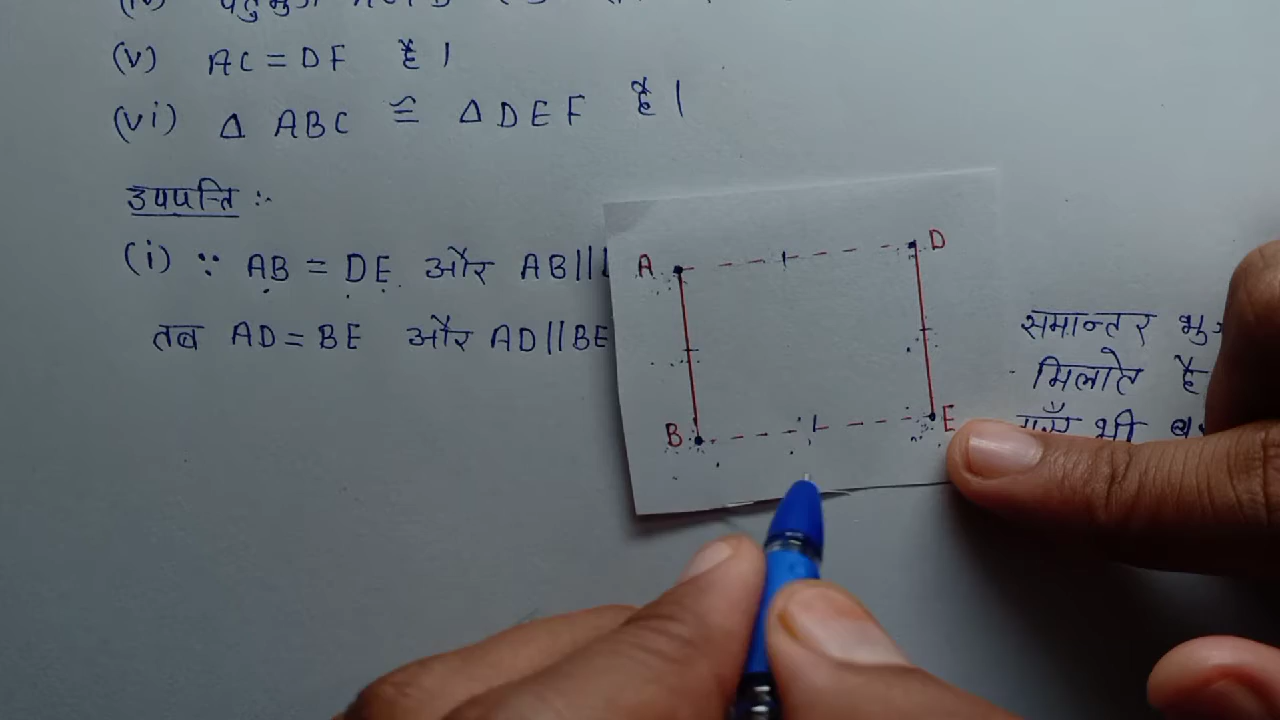 (v) AC = DF है ।
(vi) Δ ABC ≅ Δ DEF है ।
उपपत्ति :-
(i) ∵ AB = DE और AB||
तब AD = BE और AD||BE
A
D
B
E
समान्तर
मिलाते है
भी